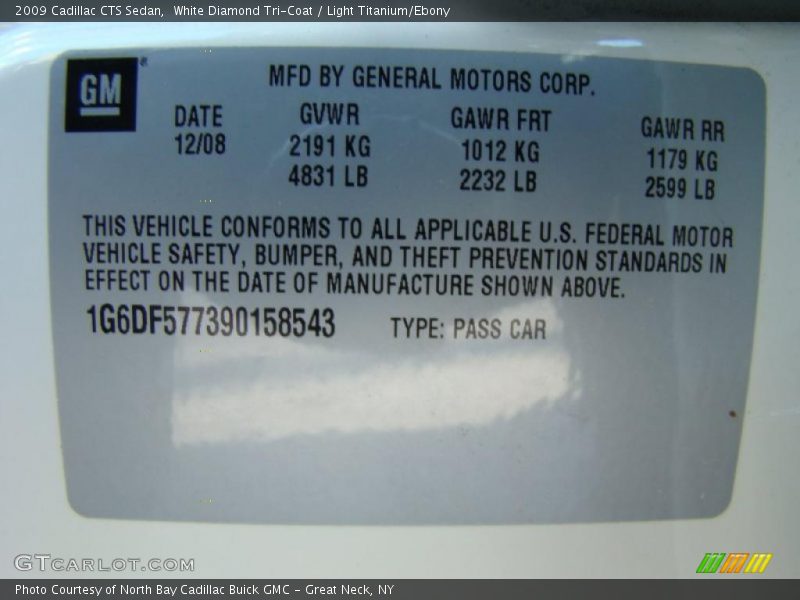 2009 Cadillac CTS Sedan,  White Diamond Tri-Coat / Light Titanium/Ebony
GM®
MFD BY GENERAL MOTORS CORP.
DATE GVWR GAWR FRT GAWR RR
12/08 2191 KG 1012 KG 1179 KG
4831 LB 2232 LB 2599 LB
THIS VEHICLE CONFORMS TO ALL APPLICABLE U.S. FEDERAL MOTOR
VEHICLE SAFETY, BUMPER, AND THEFT PREVENTION STANDARDS IN
EFFECT ON THE DATE OF MANUFACTURE SHOWN ABOVE.
1G6DF577390158543 TYPE: PASS CAR
GTCARLOT.COM
Photo Courtesy of North Bay Cadillac Buick GMC - Great Neck, NY